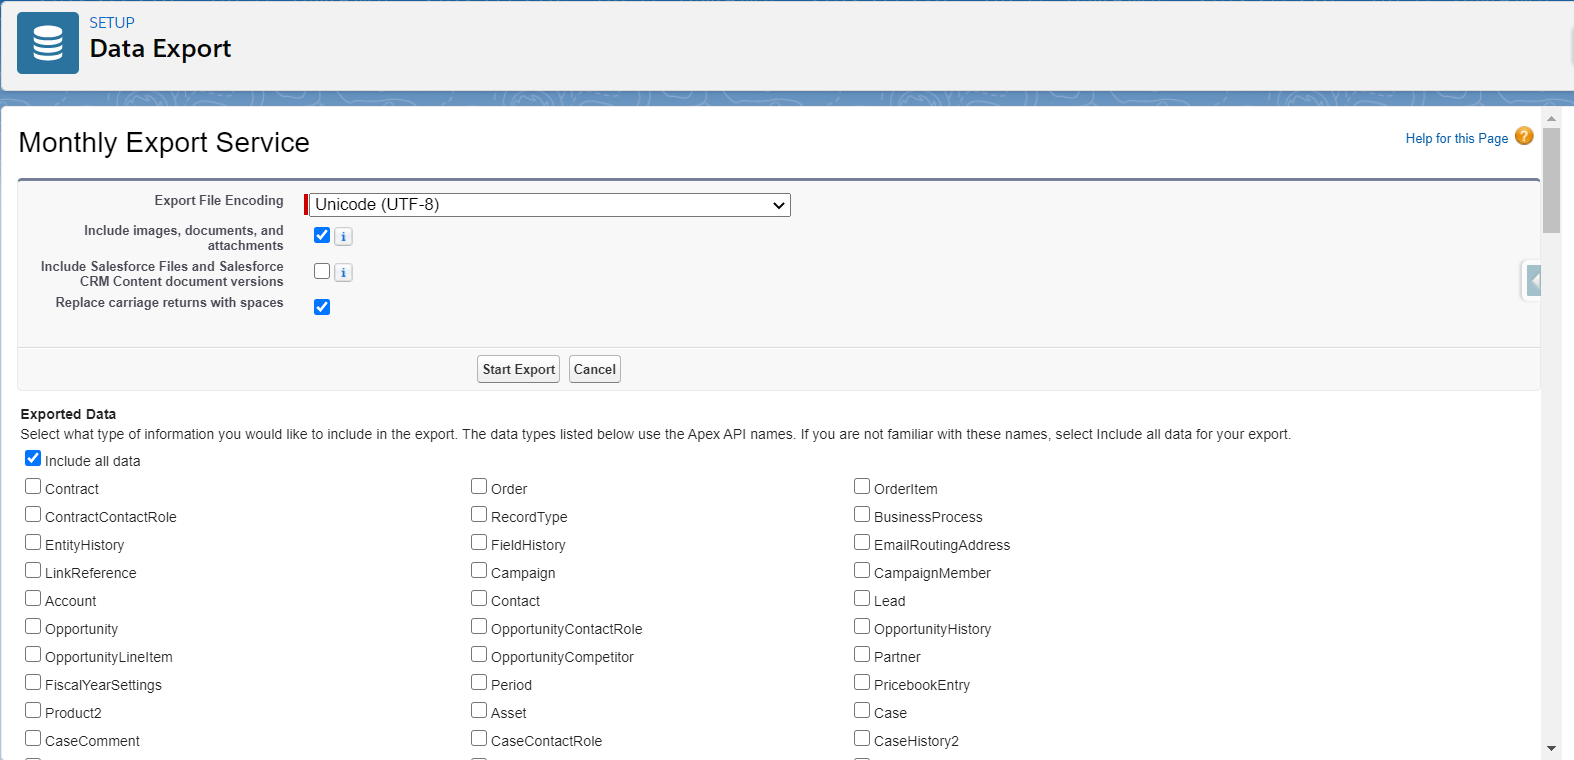 SETUP
Data Export
Monthly Export Service
Help for this Page ?
Export File Encoding
Unicode (UTF-8)
Include images, documents, and
attachments
i
Include Salesforce Files and Salesforce
CRM Content document versions
i
Replace carriage returns with spaces
Start Export Cancel
Exported Data
Select what type of information you would like to include in the export. The data types listed below use the Apex API names. If you are not familiar with these names, select Include all data for your export.
Include all data
Contract Order OrderItem
ContractContactRole RecordType BusinessProcess
EntityHistory FieldHistory EmailRoutingAddress
LinkReference Campaign CampaignMember
Account Contact Lead
Opportunity OpportunityContactRole OpportunityHistory
OpportunityLineItem OpportunityCompetitor Partner
FiscalYearSettings Period PricebookEntry
Product2 Asset Case
CaseComment CaseContactRole CaseHistory2